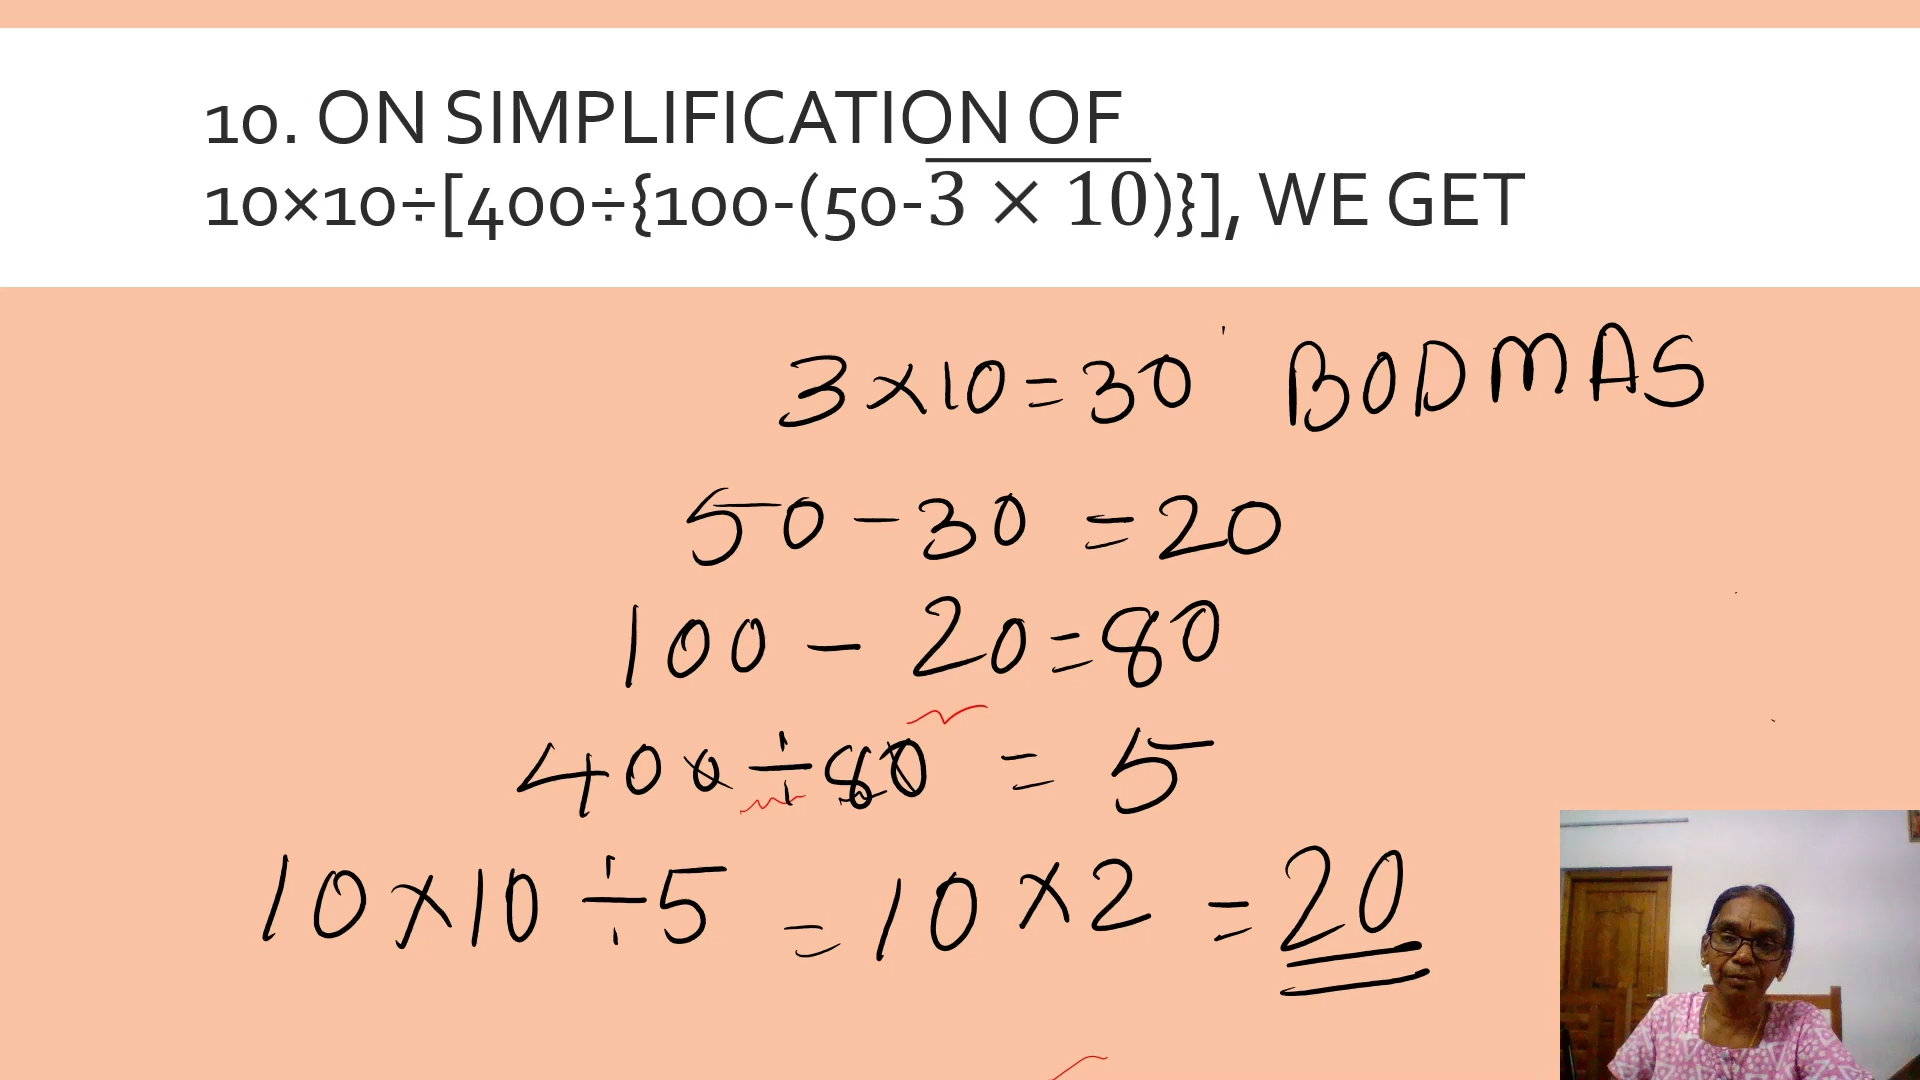 10. ON SIMPLIFICATION OF
10×10÷[400÷{100-(50-3 × 10)}], WE GET
3×10=30 BODMAS
50-30=20
100-20=80
400÷80=5
10×10÷5=10×2=20